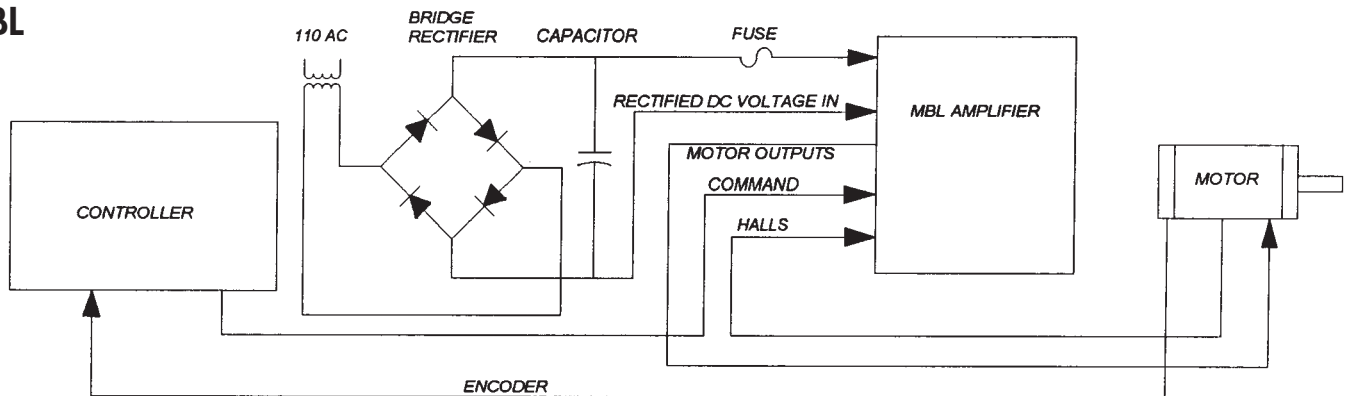 BL
110 AC
BRIDGE
RECTIFIER
CAPACITOR
FUSE
RECTIFIED DC VOLTAGE IN
MBL AMPLIFIER
MOTOR OUTPUTS
COMMAND
HALLS
MOTOR
CONTROLLER
ENCODER